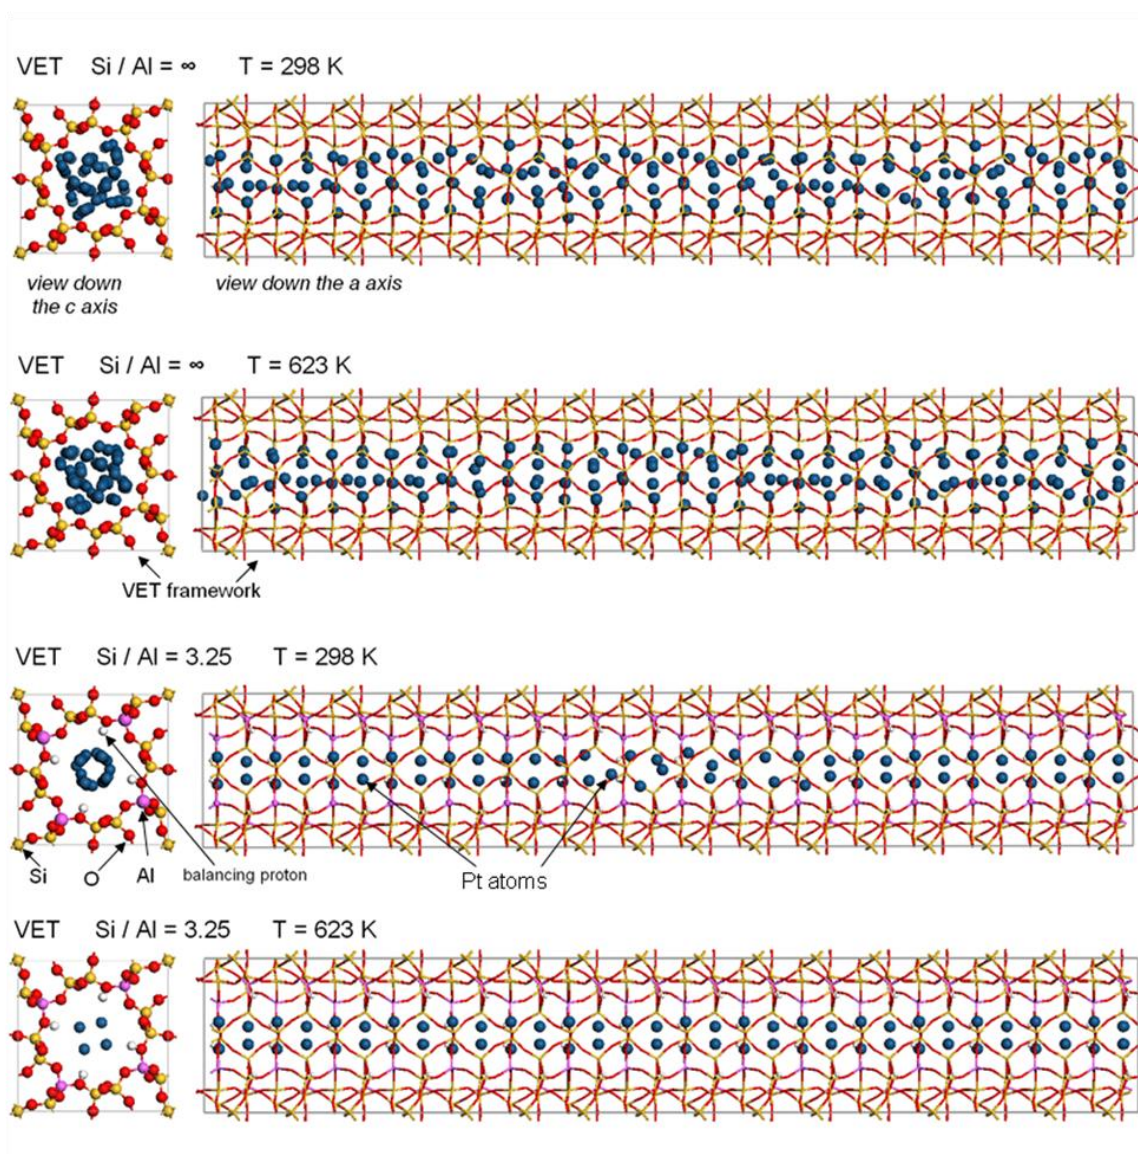 VET Si / Al = ∞ T = 298 K
view down
the c axis
view down the a axis
VET Si / Al = ∞ T = 623 K
VET framework
VET Si / Al = 3.25 T = 298 K
Si
O
Al
balancing proton
Pt atoms
VET Si / Al = 3.25 T = 623 K